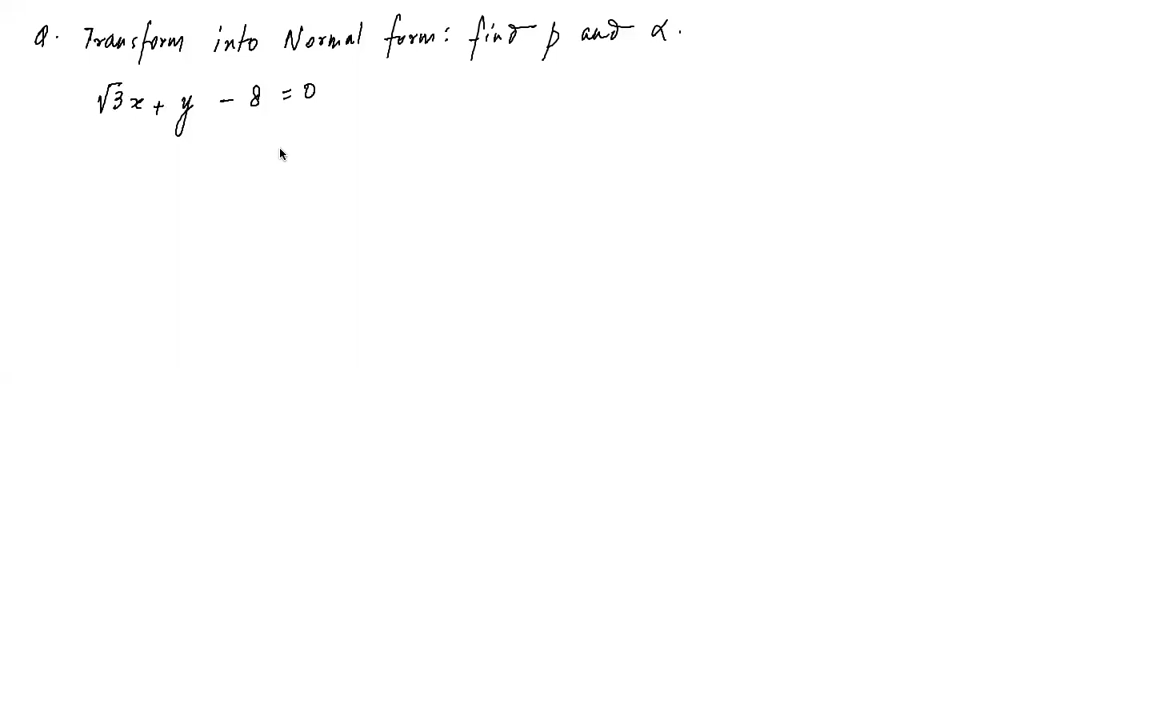 Q. Transform into Normal form: find p and α.
√3x + y - 8 = 0